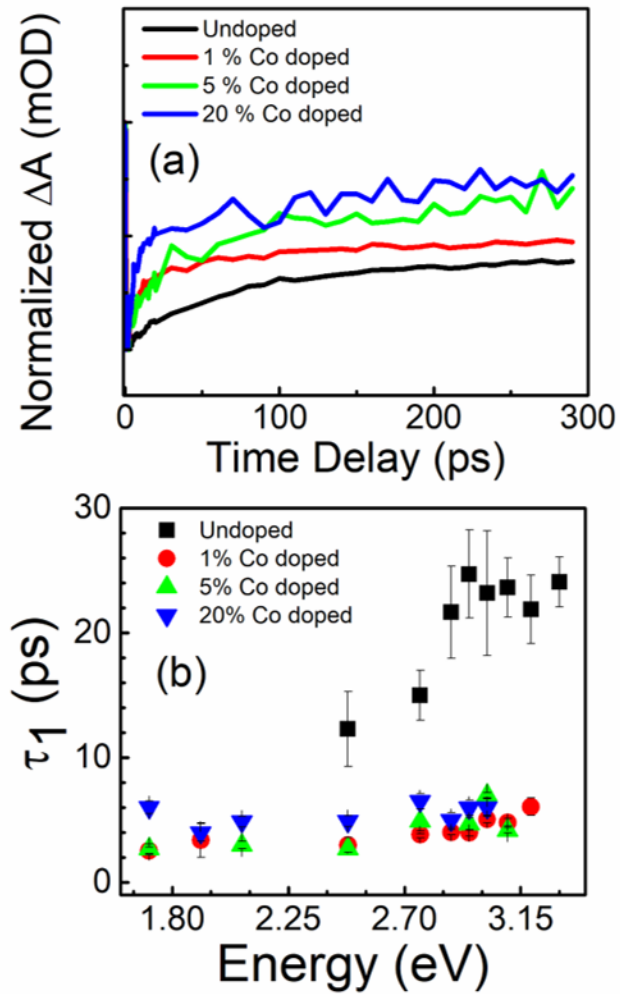 Undoped
1 % Co doped
5 % Co doped
20 % Co doped
(a)
Normalized ΔA (mOD)
0 100 200 300
Time Delay (ps)
30
20
10
0
Undoped
1% Co doped
5% Co doped
20% Co doped
(b)
τ1 (ps)
1.80 2.25 2.70 3.15
Energy (eV)